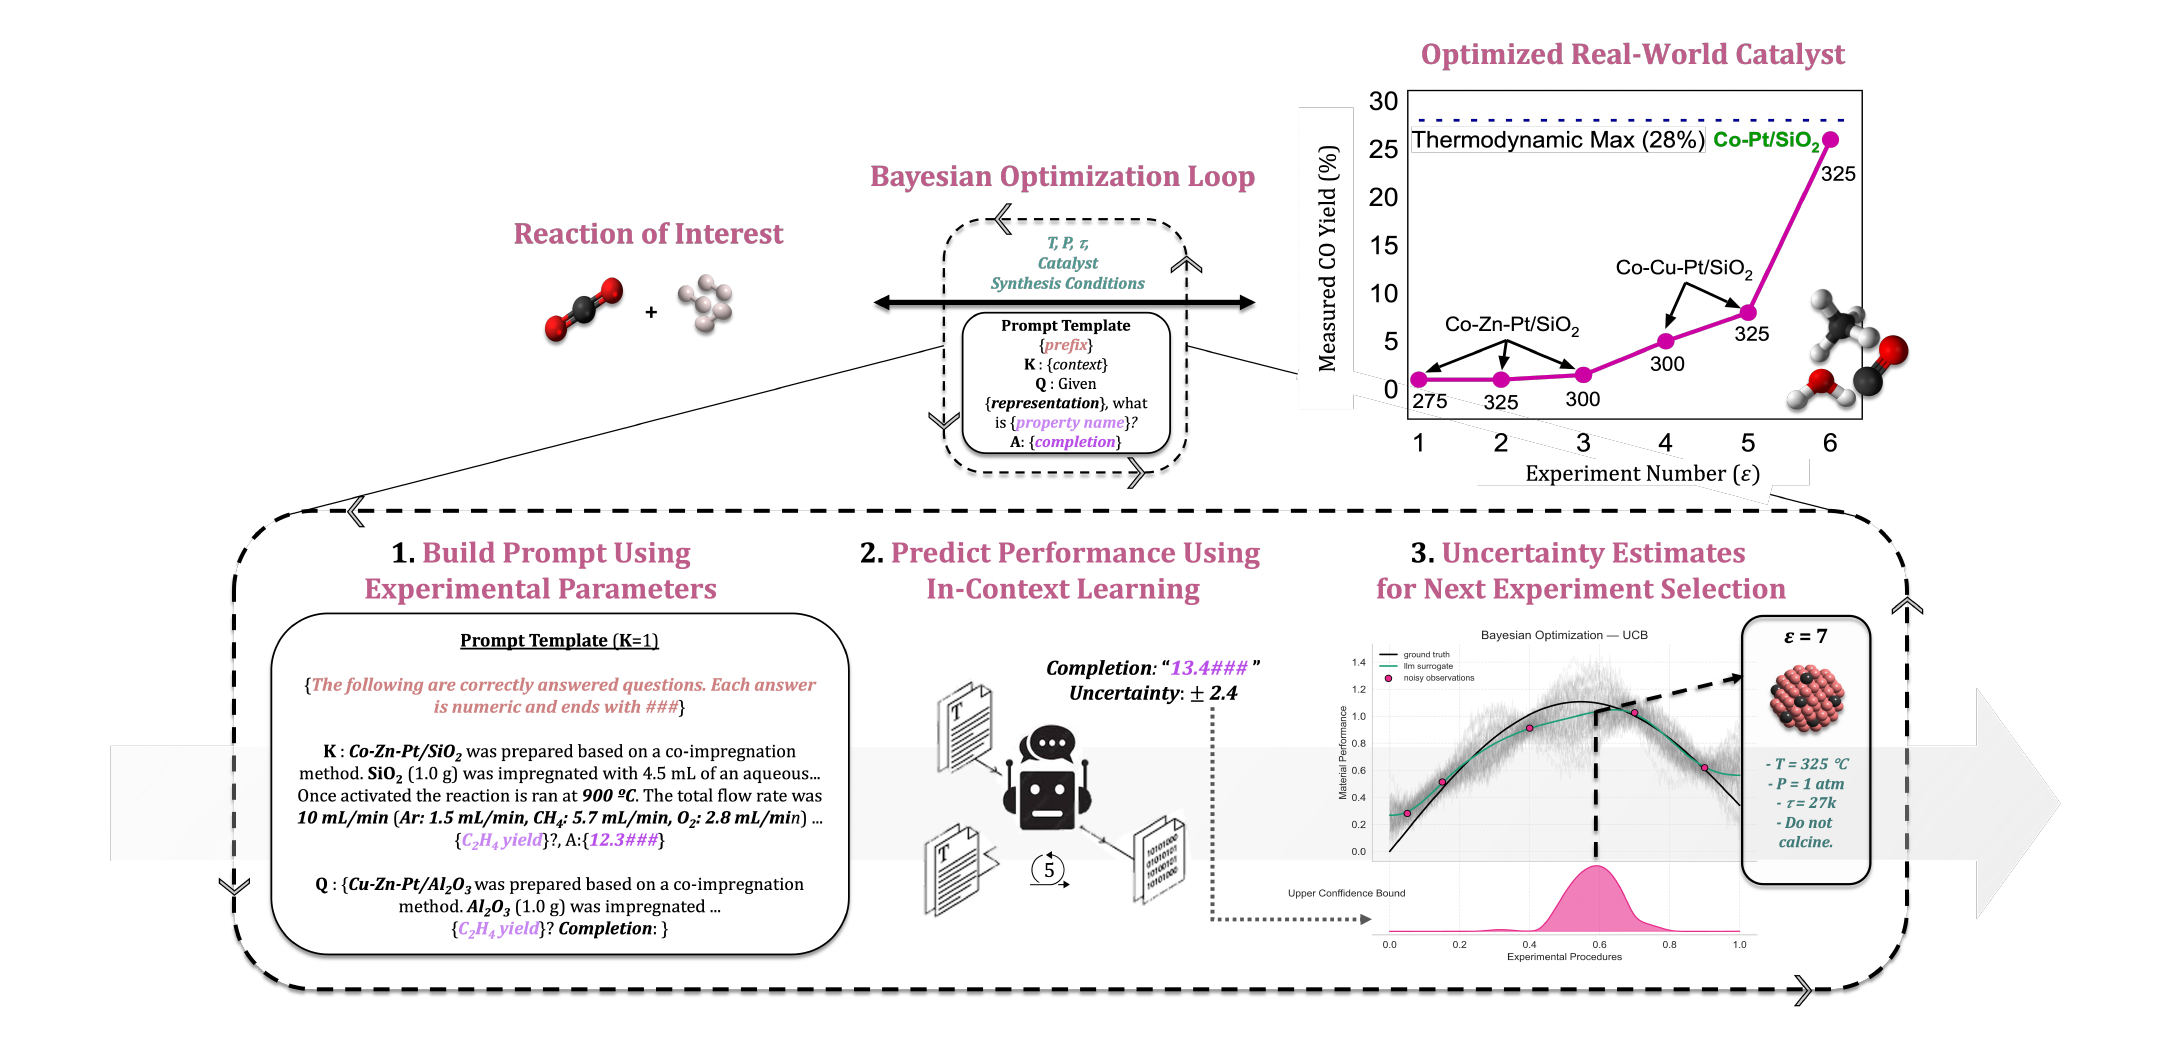 Optimized Real-World Catalyst
30
25
20
15
10
5
0
Measured CO Yield (%)
Thermodynamic Max (28%)
Co-Pt/SiO2
325
Co-Cu-Pt/SiO2
Co-Zn-Pt/SiO2
275
325
300
300
325
1 2 3 4 5 6
Experiment Number (ε)
Bayesian Optimization Loop
T, P, τ,
Catalyst
Synthesis Conditions
Prompt Template
{prefix}
K : {context}
Q : Given
{representation}, what
is {property name}?
A: {completion}
Reaction of Interest
+
1. Build Prompt Using
Experimental Parameters
Prompt Template (K=1)
{The following are correctly answered questions. Each answer
is numeric and ends with ###}
K : Co-Zn-Pt/SiO2 was prepared based on a co-impregnation
method. SiO2 (1.0 g) was impregnated with 4.5 mL of an aqueous...
Once activated the reaction is ran at 900 ºC. The total flow rate was
10 mL/min (Ar: 1.5 mL/min, CH4: 5.7 mL/min, O2: 2.8 mL/min) ...
{C2H4 yield}?, A:{12.3###}
Q : {Cu-Zn-Pt/Al2O3 was prepared based on a co-impregnation
method. Al2O3 (1.0 g) was impregnated ...
{C2H4 yield}? Completion: }
2. Predict Performance Using
In-Context Learning
Completion: “13.4### ”
Uncertainty: ± 2.4
T
T
5
10101000
01010101
010101
01001010
101000
10101000
3. Uncertainty Estimates
for Next Experiment Selection
Bayesian Optimization — UCB
ground truth
llm surrogate
noisy observations
1.4
1.2
1.0
0.8
0.6
0.4
0.2
0.0
Material Performance
Upper Conffidence Bound
0.0 0.2 0.4 0.6 0.8 1.0
Experimental Procedures
ε = 7
- T = 325 °C
- P = 1 atm
- τ = 27k
- Do not
calcine.